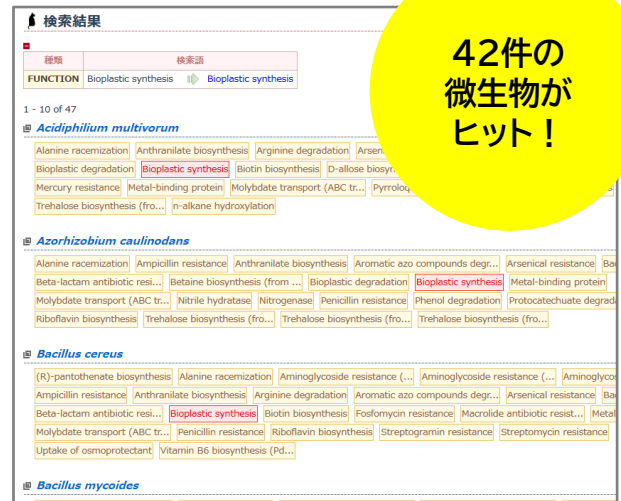 検索結果
42件の
微生物が
ヒット！
種類 検索語
FUNCTION Bioplastic synthesis Bioplastic synthesis
1 - 10 of 47
Acidiphilium multivorum
Alanine racemization Anthranilate biosynthesis Arginine degradation
Bioplastic degradation Bioplastic synthesis Biotin biosynthesis D-allose
Mercury resistance Metal-binding protein Molybdate transport (ABC tr...
Trehalose biosynthesis (fro... n-alkane hydroxylation
Azorhizobium caulinodans
Alanine racemization Ampicillin resistance Anthranilate biosynthesis Aromatic azo compounds degr... Arsenical resistance
Beta-lactam antibiotic resi... Betaine biosynthesis (from ... Bioplastic degradation Bioplastic synthesis Metal-binding protein
Molybdate transport (ABC tr... Nitrile hydratase Nitrogenase Penicillin resistance Phenol degradation Protocatechuate degrada
Riboflavin biosynthesis Trehalose biosynthesis (fro... Trehalose biosynthesis (fro... Trehalose biosynthesis (fro...
Bacillus cereus
(R)-pantothenate biosynthesis Alanine racemization Aminoglycoside resistance (... Aminoglycoside resistance (... Aminoglycos
Ampicillin resistance Anthranilate biosynthesis Arginine degradation Aromatic azo compounds degr... Arsenical resistance
Beta-lactam antibiotic resi... Bioplastic synthesis Biotin biosynthesis Fosfomycin resistance Macrolide antibiotic resist... Metal
Molybdate transport (ABC tr... Penicillin resistance Riboflavin biosynthesis Streptogramin resistance Streptomycin resistance
Uptake of osmoprotectant Vitamin B6 biosynthesis (Pd...
Bacillus mycoides